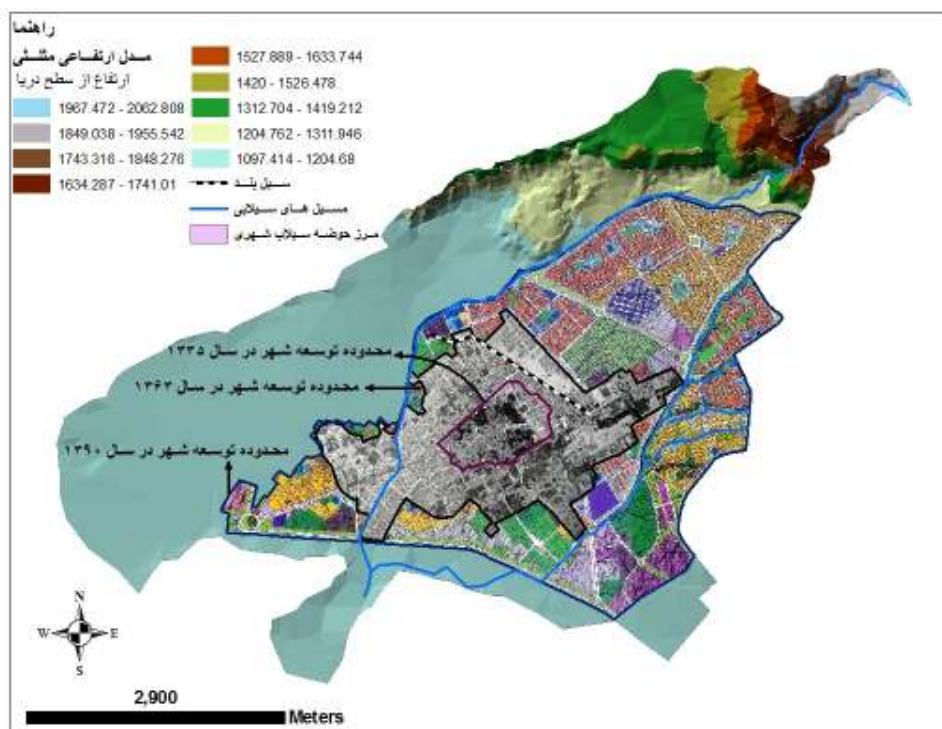 راهنما
مدل ارتفاعی مثلثی
ارتفاع از سطح دریا
1967.472 - 2062.808
1849.038 - 1955.542
1743.316 - 1848.276
1634.287 - 1741.01
1527.889 - 1633.744
1420 - 1526.478
1312.704 - 1419.212
1204.762 - 1311.946
1097.414 - 1204.68
سیل بند
مسیل های سیلابی
مرز حوضه سیلاب شهری
محدوده توسعه شهر در سال ۱۳۳۵
محدوده توسعه شهر در سال ۱۳۶۳
محدوده توسعه شهر در سال ۱۳۹۰
N
W
E
S
2,900
Meters